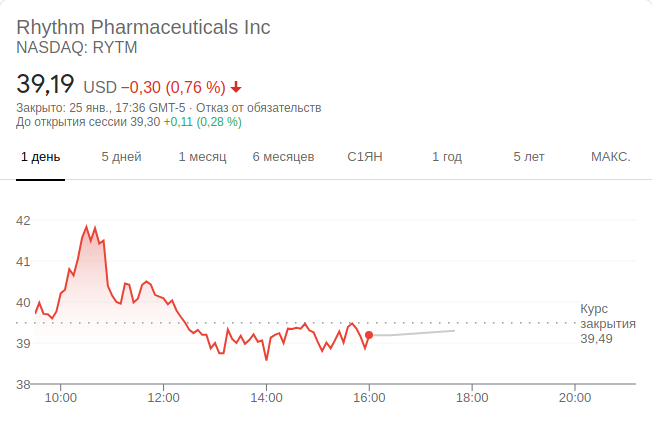 Rhythm Pharmaceuticals Inc
NASDAQ: RYTM
39,19 USD −0,30 (0,76 %)
Закрыто: 25 янв., 17:36 GMT-5 · Отказ от обязательств
До открытия сессии 39,30 +0,11 (0,28 %)
1 день 5 дней 1 месяц 6 месяцев С1ЯН 1 год 5 лет МАКС.
42
41
40
Курс
закрытия
39,49
39
38
10:00 12:00 14:00 16:00 18:00 20:00